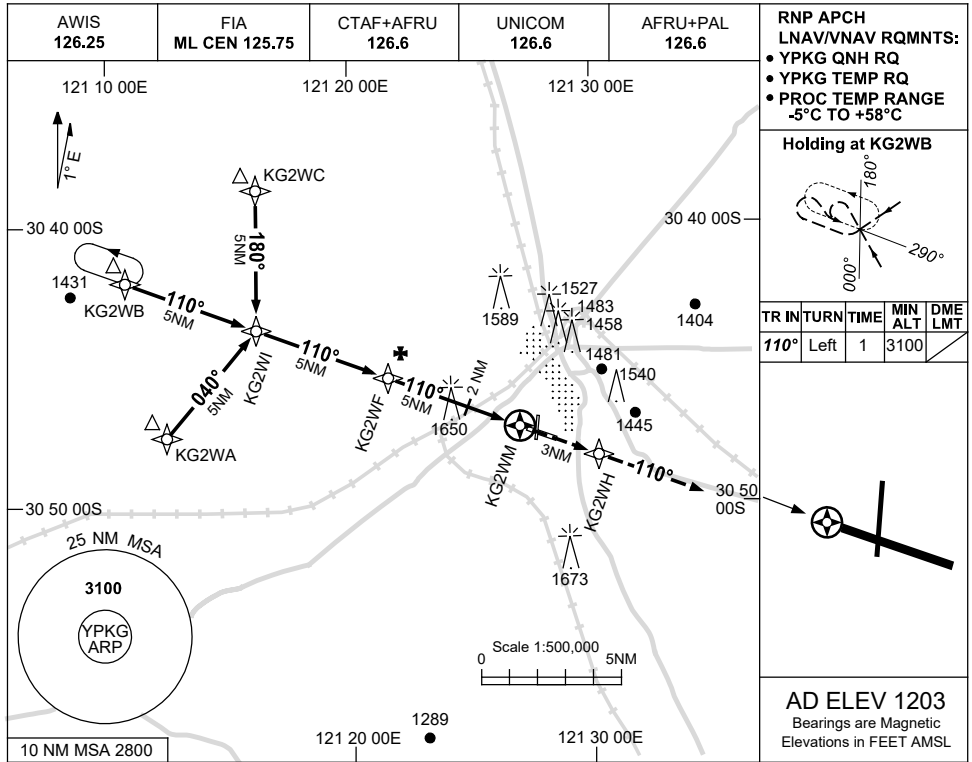 AWIS
126.25
FIA
ML CEN 125.75
CTAF+AFRU
126.6
UNICOM
126.6
AFRU+PAL
126.6
RNP APCH
LNAV/VNAV RQMNTS:
• YPKG QNH RQ
• YPKG TEMP RQ
• PROC TEMP RANGE
-5°C TO +58°C
121 10 00E
121 20 00E
121 30 00E
1° E
KG2WC
30 40 00S
30 40 00S
180°
5NM
1431
KG2WB
110°
5NM
KG2WI
110°
5NM
040°
5NM
KG2WA
KG2WF
110°
5NM
2 NM
1650
KG2WM
3NM
KG2WH
110°
1589
1527
1483
1458
1404
1481
1540
1445
1673
30 50 00S
30 50
00S
25 NM MSA
3100
YPKG
ARP
10 NM MSA 2800
Scale 1:500,000
0 5NM
1289
121 20 00E
121 30 00E
Holding at KG2WB
180°
290°
000°
TR IN TURN TIME MIN ALT DME LMT
110° Left 1 3100
AD ELEV 1203
Bearings are Magnetic
Elevations in FEET AMSL